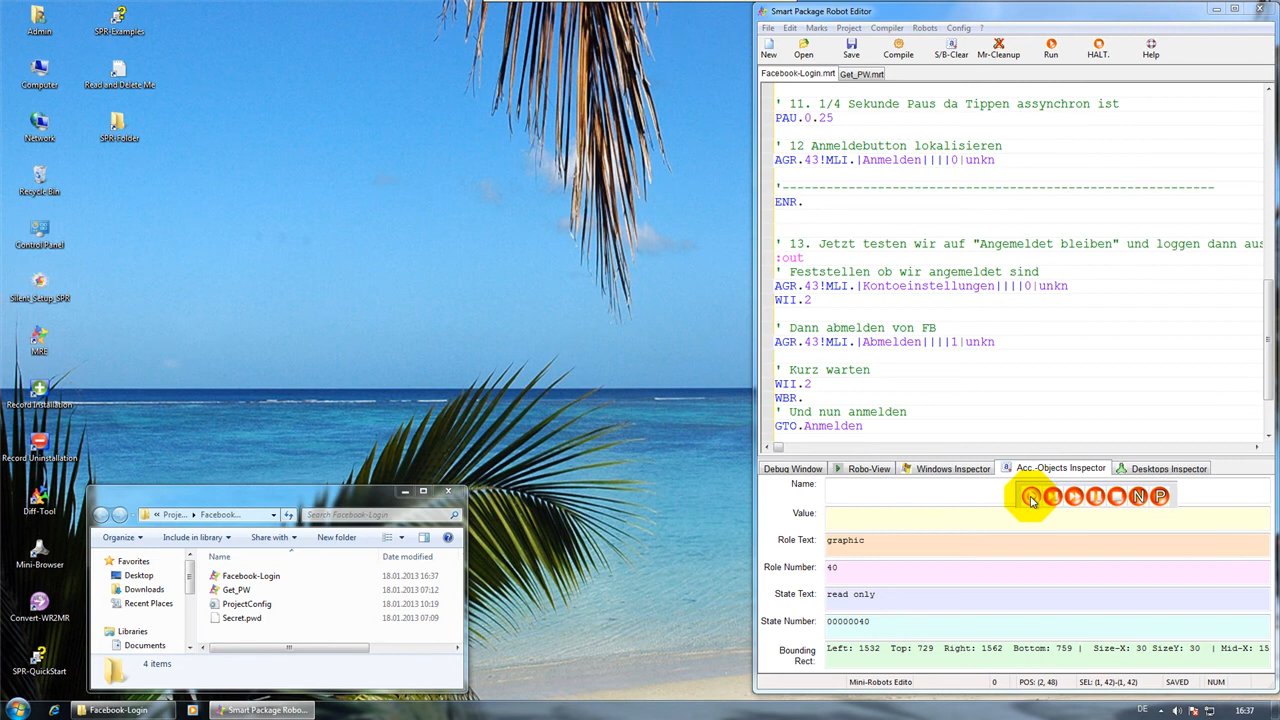 Admin
SPR-Examples
Computer
Read and Delete Me
Network
SPR-Folder
Recycle Bin
Control Panel
Silent_Setup_SPR
MRE
Record Installation
Record Uninstallation
Diff-Tool
Mini-Browser
Convert-WR2MR
SPR-QuickStart
Smart Package Robot Editor
File Edit Marks Project Compiler Robots Config ?
New Open Save Compile S/B-Clear Mr-Cleanup Run HALT. Help
Facebook-Login.mrt Get_PW.mrt
' 11. 1/4 Sekunde Paus da Tippen assynchron ist
PAU.0.25
' 12 Anmeldebutton lokalisieren
AGR.43!MLI.|Anmelden||||0|unkn
'-------------------------------------------------------------
ENR.
' 13. Jetzt testen wir auf "Angemeldet bleiben" und loggen dann aus
:out
' Feststellen ob wir angemeldet sind
AGR.43!MLI.|Kontoeinstellungen||||0|unkn
WII.2
' Dann abmelden von FB
AGR.43!MLI.|Abmelden||||1|unkn
' Kurz warten
WII.2
WBR.
' Und nun anmelden
GTO.Anmelden
Debug Window Robo-View Windows Inspector Acc.-Objects Inspector Desktops Inspector
Name:
N P
Value:
Role Text: graphic
Role Number: 40
State Text: read only
State Number: 00000040
Bounding Rect: Left: 1532 Top: 729 Right: 1562 Bottom: 759 | Size-X: 30 SizeY: 30 | Mid-X: 15
Mini-Robots Edito 0 POS: (2, 48) SEL: (1, 42)-(1, 42) SAVED NUM
« Proje... ▸ Facebook... Search Facebook-Login
Organize Include in library Share with New folder
Favorites
Desktop
Downloads
Recent Places
Libraries
Documents
Name Date modified
Facebook-Login 18.01.2013 16:37
Get_PW 18.01.2013 07:12
ProjectConfig 18.01.2013 10:19
Secret.pwd 18.01.2013 07:09
4 items
Facebook-Login
Smart Package Robo...
DE 16:37